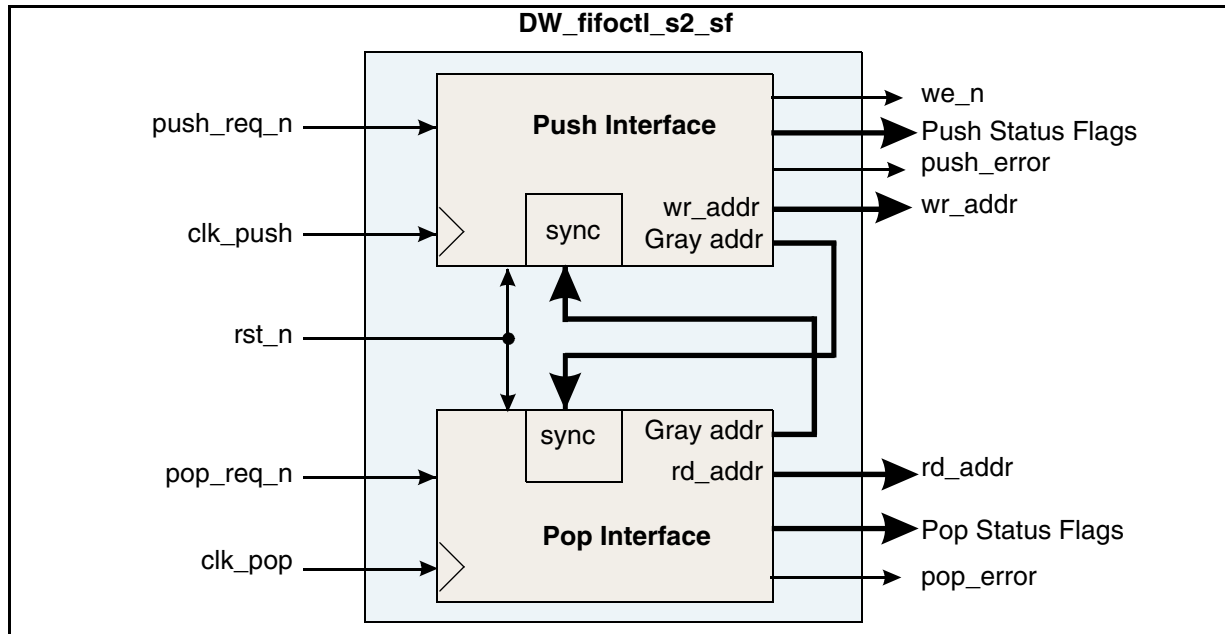 DW_fifoctl_s2_sf
push_req_n
clk_push
rst_n
pop_req_n
clk_pop
Push Interface
sync
wr_addr
Gray addr
sync
Gray addr
rd_addr
Pop Interface
we_n
Push Status Flags
push_error
wr_addr
rd_addr
Pop Status Flags
pop_error